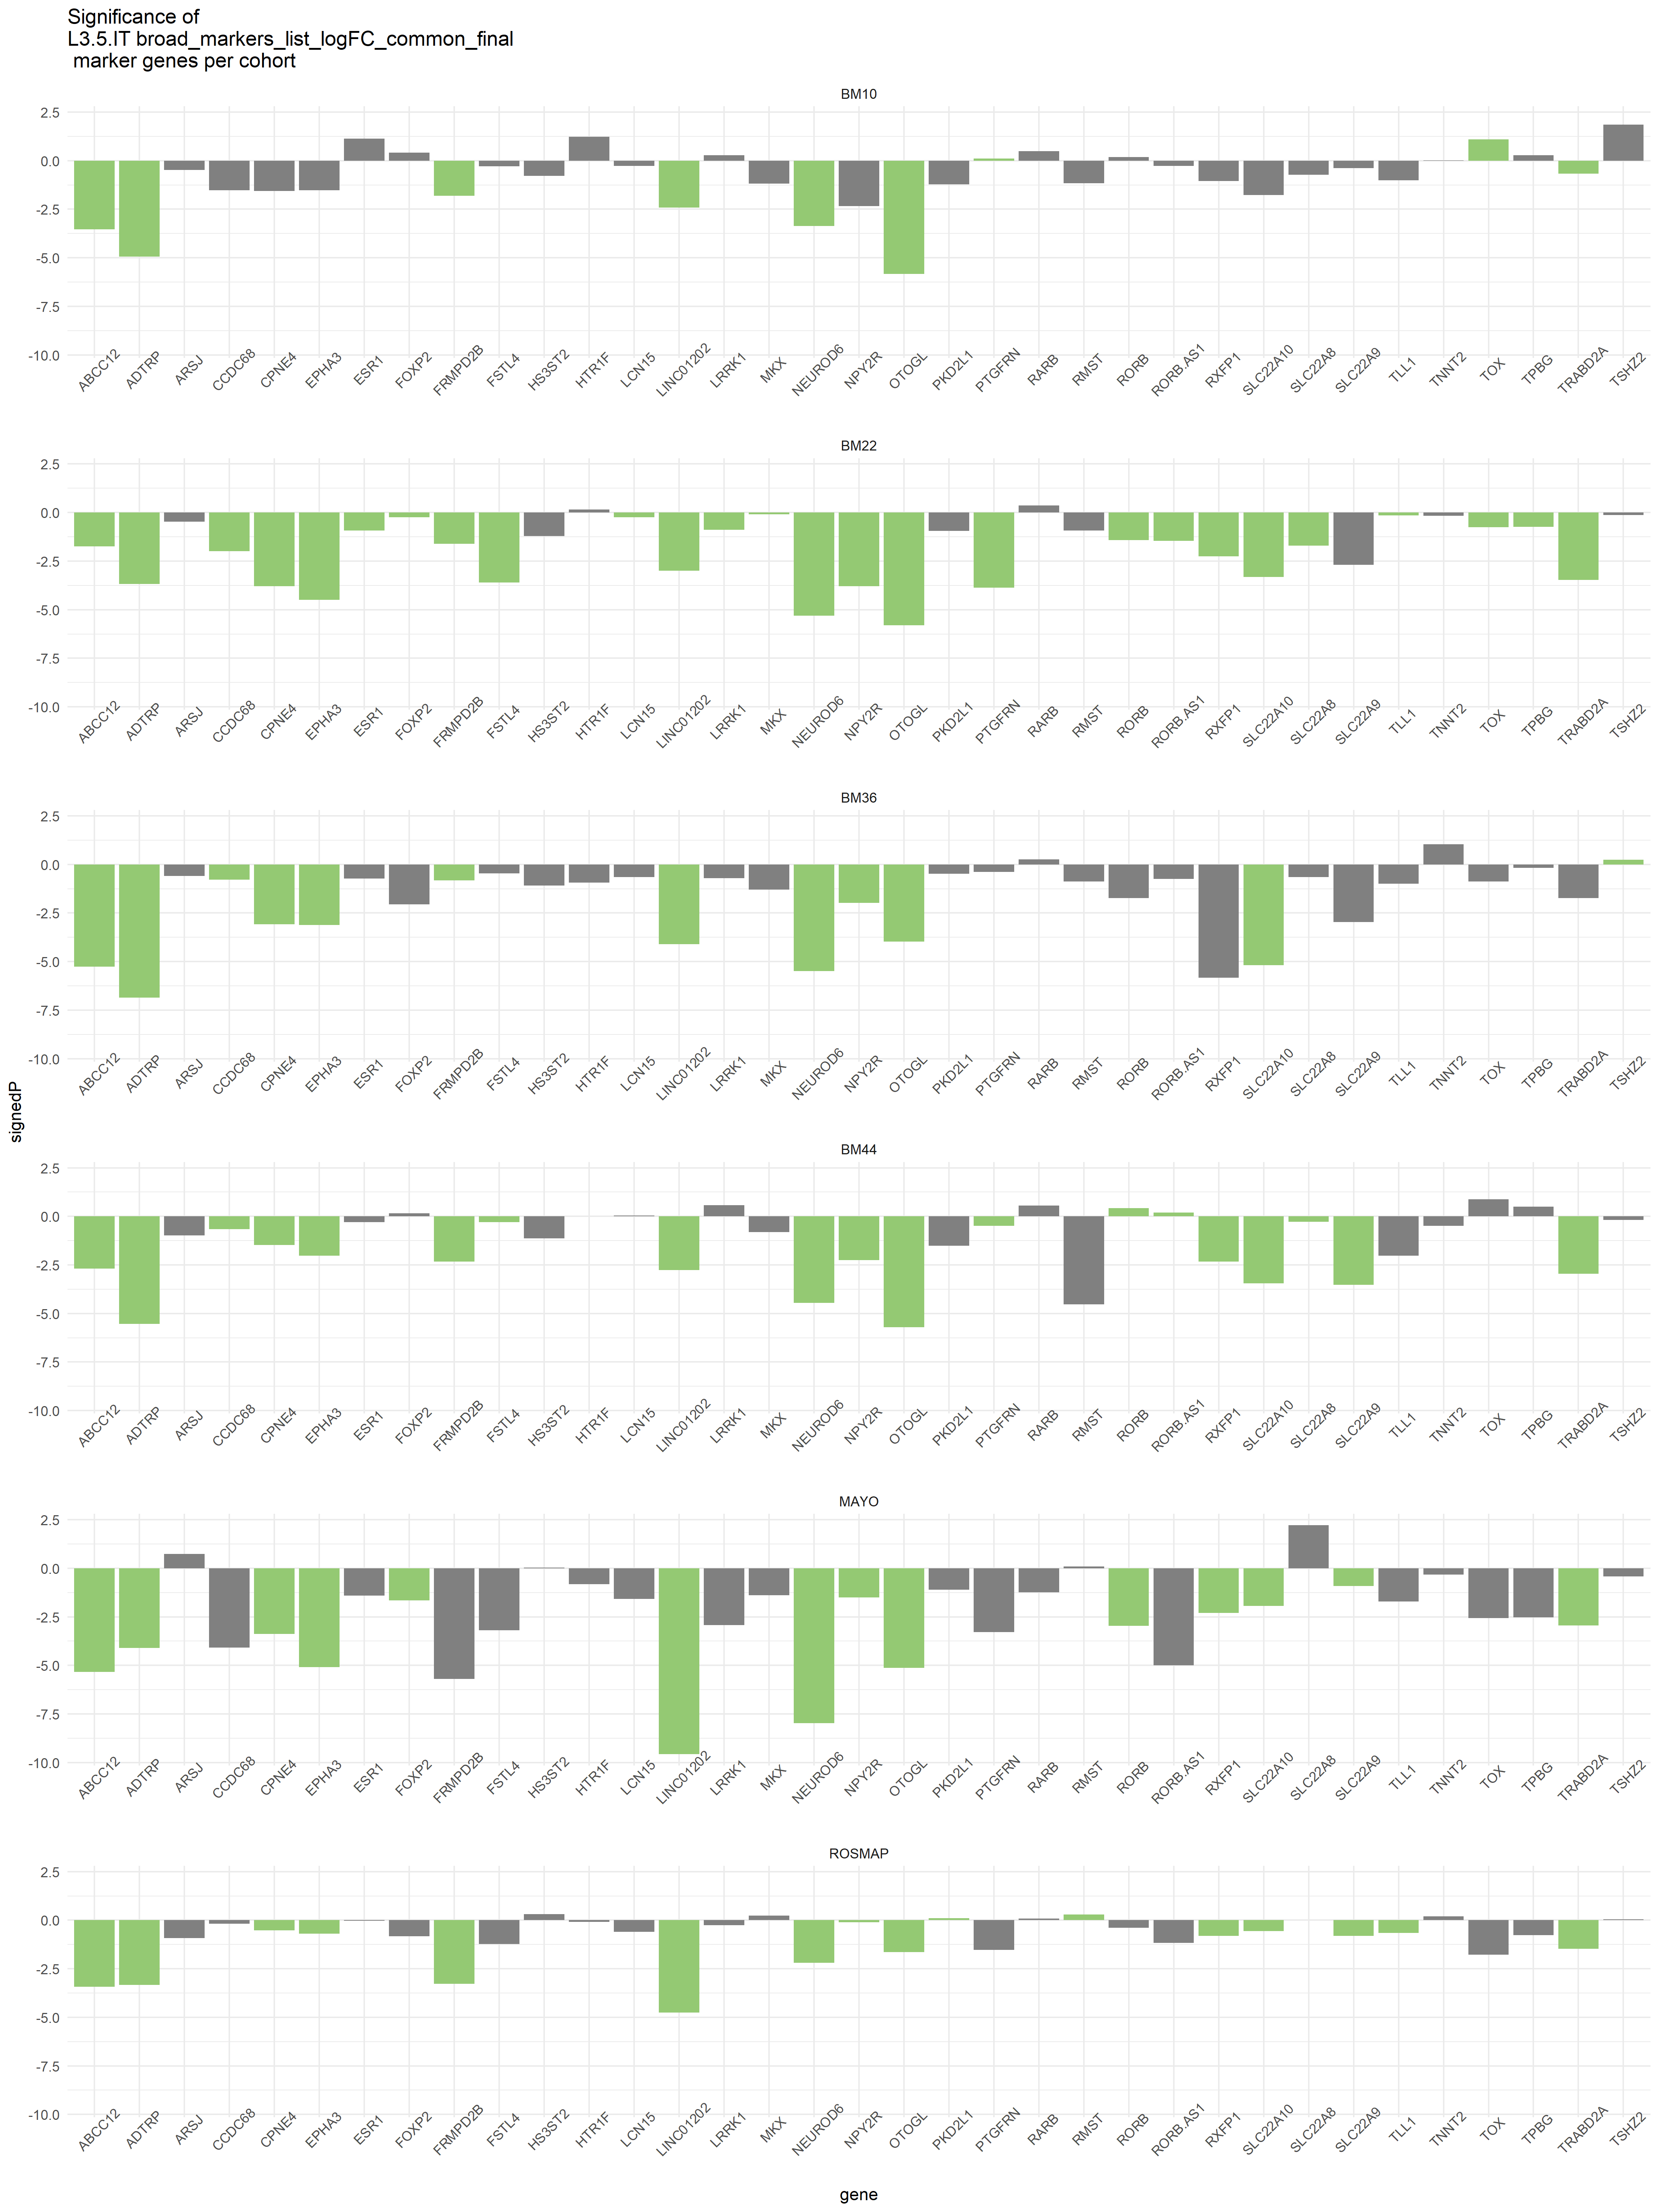 Significance of
L3.5.IT broad_markers_list_logFC_common_final
marker genes per cohort
signedP
BM10
2.5
0.0
-2.5
-5.0
-7.5
-10.0
ABCC12 ADTRP ARSJ CCDC68 CPNE4 EPHA3 ESR1 FOXP2 FRMPD2B FSTL4 HS3ST2 HTR1F LCN15 LINC01202 LRRK1 MKX NEUROD6 NPY2R OTOGL PKD2L1 PTGFRN RARB RMST RORB RORB.AS1 RXFP1 SLC22A10 SLC22A8 SLC22A9 TLL1 TNNT2 TOX TPBG TRABD2A TSHZ2
BM22
2.5
0.0
-2.5
-5.0
-7.5
-10.0
ABCC12 ADTRP ARSJ CCDC68 CPNE4 EPHA3 ESR1 FOXP2 FRMPD2B FSTL4 HS3ST2 HTR1F LCN15 LINC01202 LRRK1 MKX NEUROD6 NPY2R OTOGL PKD2L1 PTGFRN RARB RMST RORB RORB.AS1 RXFP1 SLC22A10 SLC22A8 SLC22A9 TLL1 TNNT2 TOX TPBG TRABD2A TSHZ2
BM36
2.5
0.0
-2.5
-5.0
-7.5
-10.0
ABCC12 ADTRP ARSJ CCDC68 CPNE4 EPHA3 ESR1 FOXP2 FRMPD2B FSTL4 HS3ST2 HTR1F LCN15 LINC01202 LRRK1 MKX NEUROD6 NPY2R OTOGL PKD2L1 PTGFRN RARB RMST RORB RORB.AS1 RXFP1 SLC22A10 SLC22A8 SLC22A9 TLL1 TNNT2 TOX TPBG TRABD2A TSHZ2
BM44
2.5
0.0
-2.5
-5.0
-7.5
-10.0
ABCC12 ADTRP ARSJ CCDC68 CPNE4 EPHA3 ESR1 FOXP2 FRMPD2B FSTL4 HS3ST2 HTR1F LCN15 LINC01202 LRRK1 MKX NEUROD6 NPY2R OTOGL PKD2L1 PTGFRN RARB RMST RORB RORB.AS1 RXFP1 SLC22A10 SLC22A8 SLC22A9 TLL1 TNNT2 TOX TPBG TRABD2A TSHZ2
MAYO
2.5
0.0
-2.5
-5.0
-7.5
-10.0
ABCC12 ADTRP ARSJ CCDC68 CPNE4 EPHA3 ESR1 FOXP2 FRMPD2B FSTL4 HS3ST2 HTR1F LCN15 LINC01202 LRRK1 MKX NEUROD6 NPY2R OTOGL PKD2L1 PTGFRN RARB RMST RORB RORB.AS1 RXFP1 SLC22A10 SLC22A8 SLC22A9 TLL1 TNNT2 TOX TPBG TRABD2A TSHZ2
ROSMAP
2.5
0.0
-2.5
-5.0
-7.5
-10.0
ABCC12 ADTRP ARSJ CCDC68 CPNE4 EPHA3 ESR1 FOXP2 FRMPD2B FSTL4 HS3ST2 HTR1F LCN15 LINC01202 LRRK1 MKX NEUROD6 NPY2R OTOGL PKD2L1 PTGFRN RARB RMST RORB RORB.AS1 RXFP1 SLC22A10 SLC22A8 SLC22A9 TLL1 TNNT2 TOX TPBG TRABD2A TSHZ2
gene